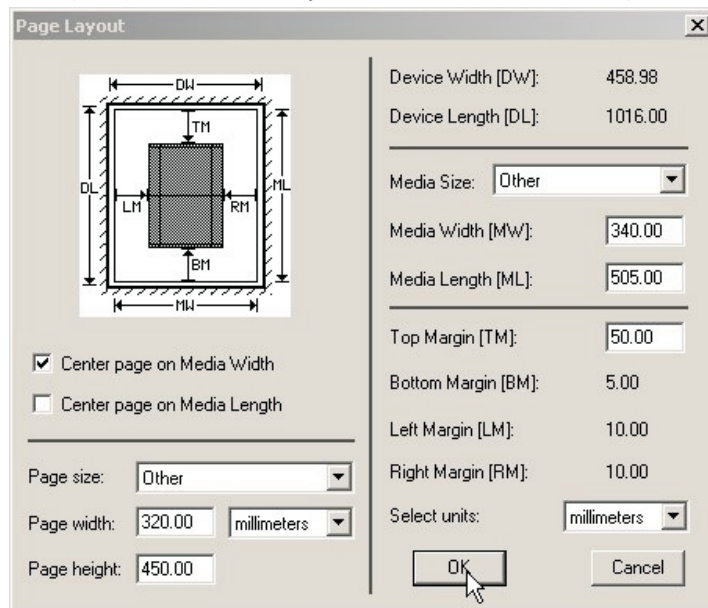 Page Layout
DW
TM
DL
ML
LM
RM
BM
MW
Center page on Media Width
Center page on Media Length
Page size: Other
Page width: 320.00 millimeters
Page height: 450.00
Device Width [DW]: 458.98
Device Length [DL]: 1016.00
Media Size: Other
Media Width [MW]: 340.00
Media Length [ML]: 505.00
Top Margin [TM]: 50.00
Bottom Margin [BM]: 5.00
Left Margin [LM]: 10.00
Right Margin [RM]: 10.00
Select units: millimeters
OK Cancel